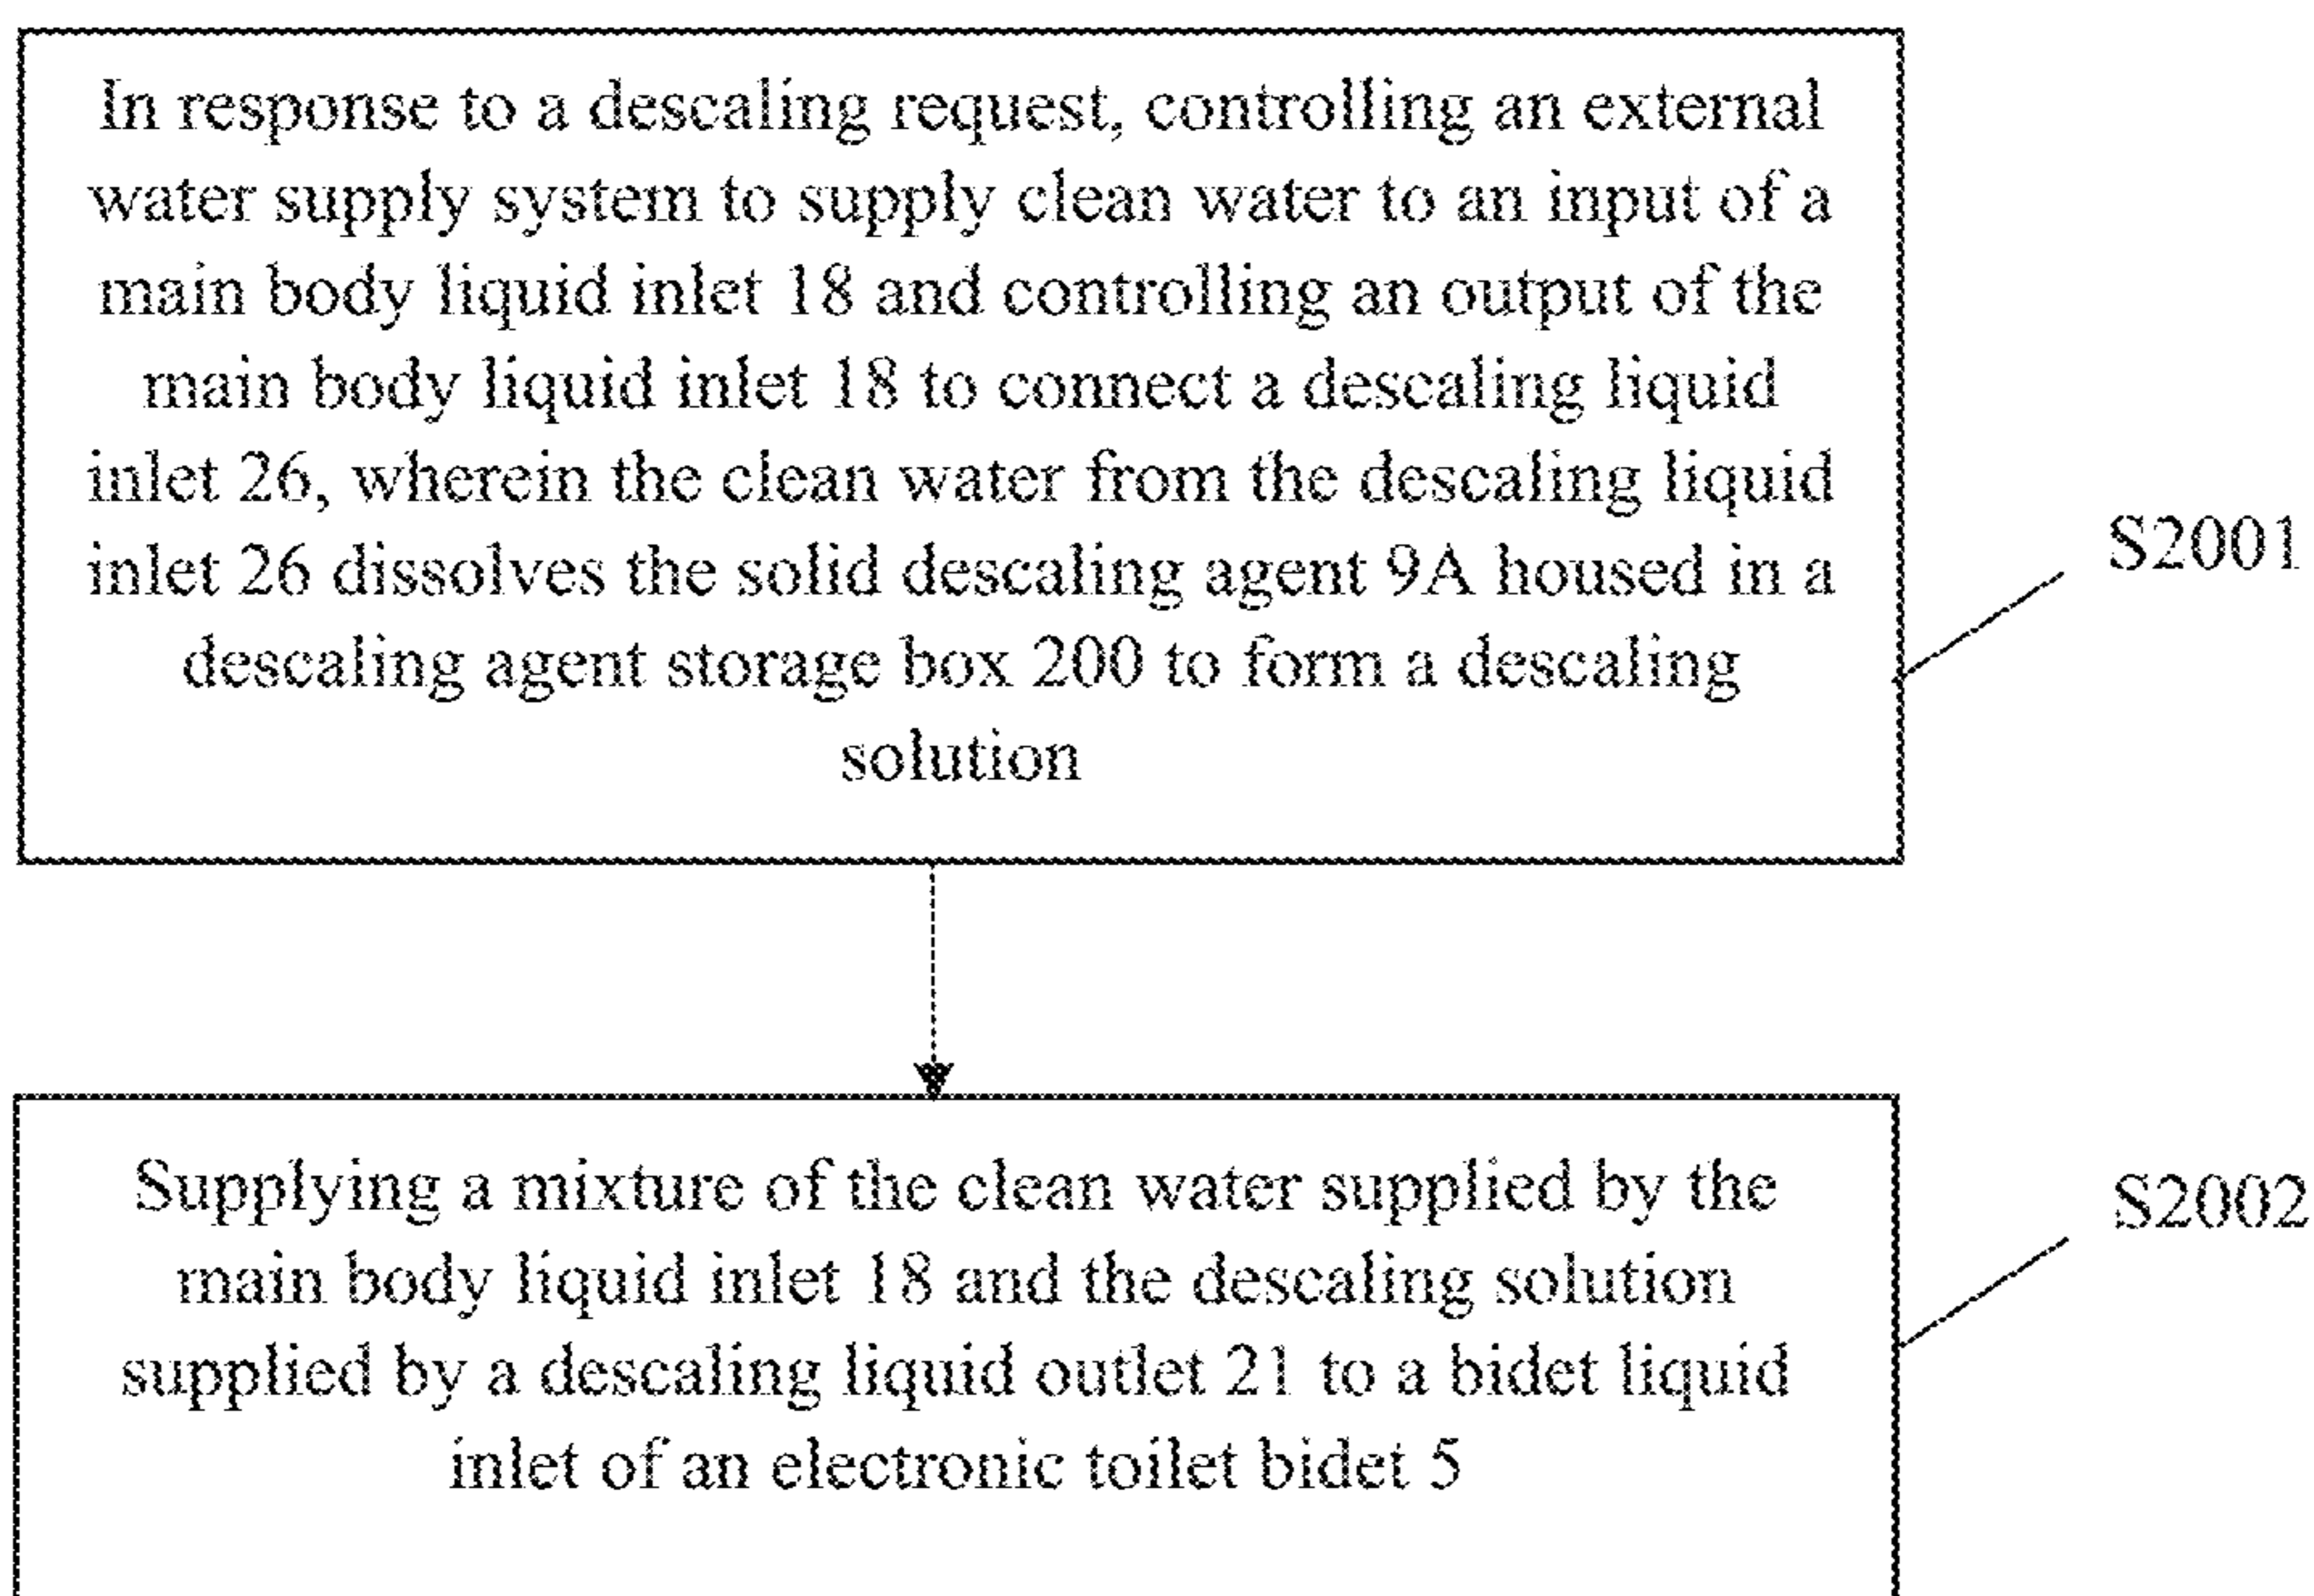 In response to a descaling request, controlling an external
water supply system to supply clean water to an input of a
main body liquid inlet 18 and controlling an output of the
main body liquid inlet 18 to connect a descaling liquid
inlet 26, wherein the clean water from the descaling liquid
inlet 26 dissolves the solid descaling agent 9A housed in a
descaling agent storage box 200 to form a descaling
solution
S2001
Supplying a mixture of the clean water supplied by the
main body liquid inlet 18 and the descaling solution
supplied by a descaling liquid outlet 21 to a bidet liquid
inlet of an electronic toilet bidet 5
S2002